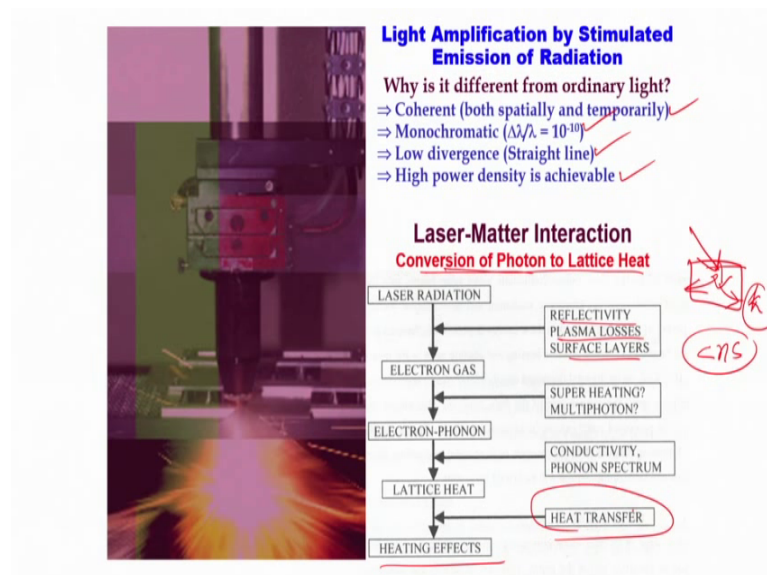 Light Amplification by Stimulated
Emission of Radiation
Why is it different from ordinary light?
⇒ Coherent (both spatially and temporarily)
⇒ Monochromatic (Δλ/λ = 10-10)
⇒ Low divergence (Straight line)
⇒ High power density is achievable
Laser-Matter Interaction
Conversion of Photon to Lattice Heat
LASER RADIATION
REFLECTIVITY
PLASMA LOSSES
SURFACE LAYERS
ELECTRON GAS
SUPER HEATING?
MULTIPHOTON?
ELECTRON-PHONON
CONDUCTIVITY,
PHONON SPECTRUM
LATTICE HEAT
HEAT TRANSFER
HEATING EFFECTS
<ns